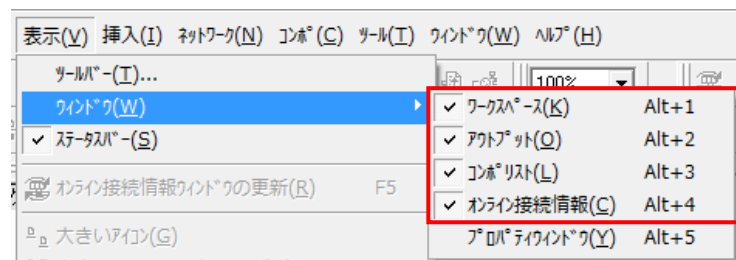 表示(V) 挿入(I) ﾈｯﾄﾜｰｸ(N) ｺﾝﾎﾟ(C) ﾂｰﾙ(T) ｳｨﾝﾄﾞｳ(W) ﾍﾙﾌﾟ(H)
ﾂｰﾙﾊﾞｰ(T)...
100%
ｳｨﾝﾄﾞｳ(W)
ｽﾃｰﾀｽﾊﾞｰ(S)
ｵﾝﾗｲﾝ接続情報ｳｨﾝﾄﾞｳの更新(R) F5
大きいｱｲｺﾝ(G)
ﾜｰｸｽﾍﾟｰｽ(K) Alt+1
ｱｳﾄﾌﾟｯﾄ(O) Alt+2
ｺﾝﾎﾟﾘｽﾄ(L) Alt+3
ｵﾝﾗｲﾝ接続情報(C) Alt+4
ﾌﾟﾛﾊﾟﾃｨｳｨﾝﾄﾞｳ(Y) Alt+5